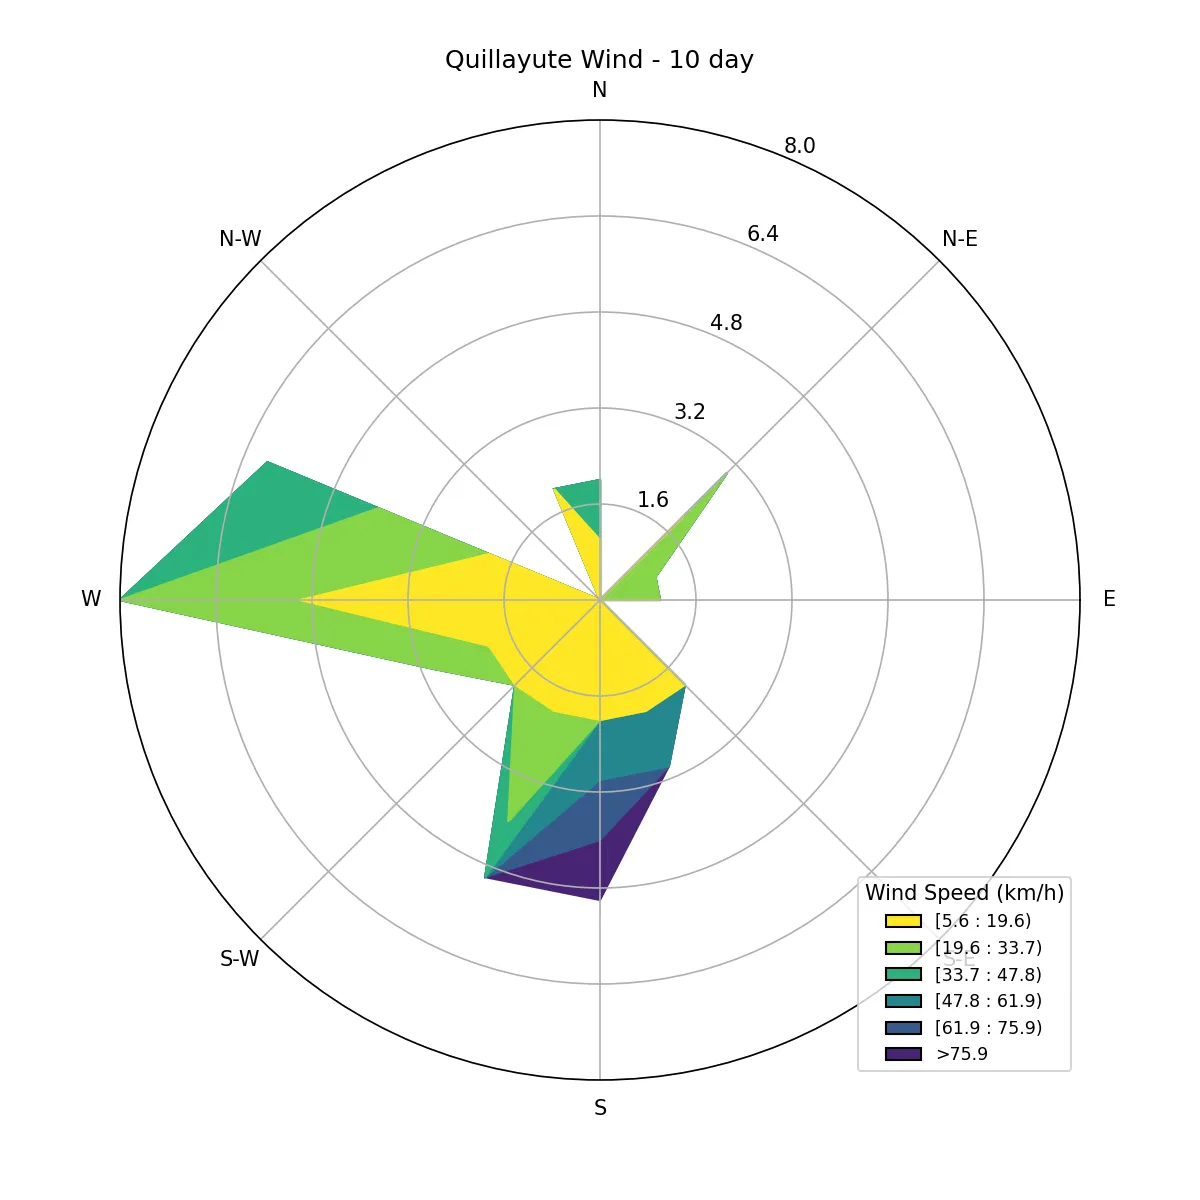 Quillayute Wind - 10 day
N
8.0
N-W
N-E
6.4
4.8
3.2
1.6
W
E
S-W
S-E
S
Wind Speed (km/h)
[5.6 : 19.6)
[19.6 : 33.7)
[33.7 : 47.8)
[47.8 : 61.9)
[61.9 : 75.9)
>75.9